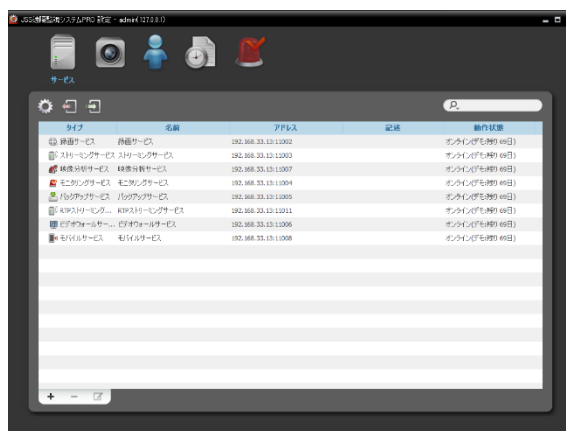 JSS映像監視システムPRO 設定 - admin(127.0.0.1)
サービス
タイプ 名前 アドレス 記述 動作状態
録画サービス 録画サービス 192.168.33.13:11002 オンライン(デモ:残り 69日)
ストリーミングサービス ストリーミングサービス 192.168.33.13:11003 オンライン(デモ:残り 69日)
映像分析サービス 映像分析サービス 192.168.33.13:11007 オンライン(デモ:残り 69日)
モニタリングサービス モニタリングサービス 192.168.33.13:11004 オンライン(デモ:残り 69日)
バックアップサービス バックアップサービス 192.168.33.13:11005 オンライン(デモ:残り 69日)
RTPストリーミング... RTPストリーミングサービス 192.168.33.13:11011 オンライン(デモ:残り 69日)
ビデオウォールサー... ビデオウォールサービス 192.168.33.13:11006 オンライン(デモ:残り 69日)
モバイルサービス モバイルサービス 192.168.33.13:11008 オンライン(デモ:残り 69日)